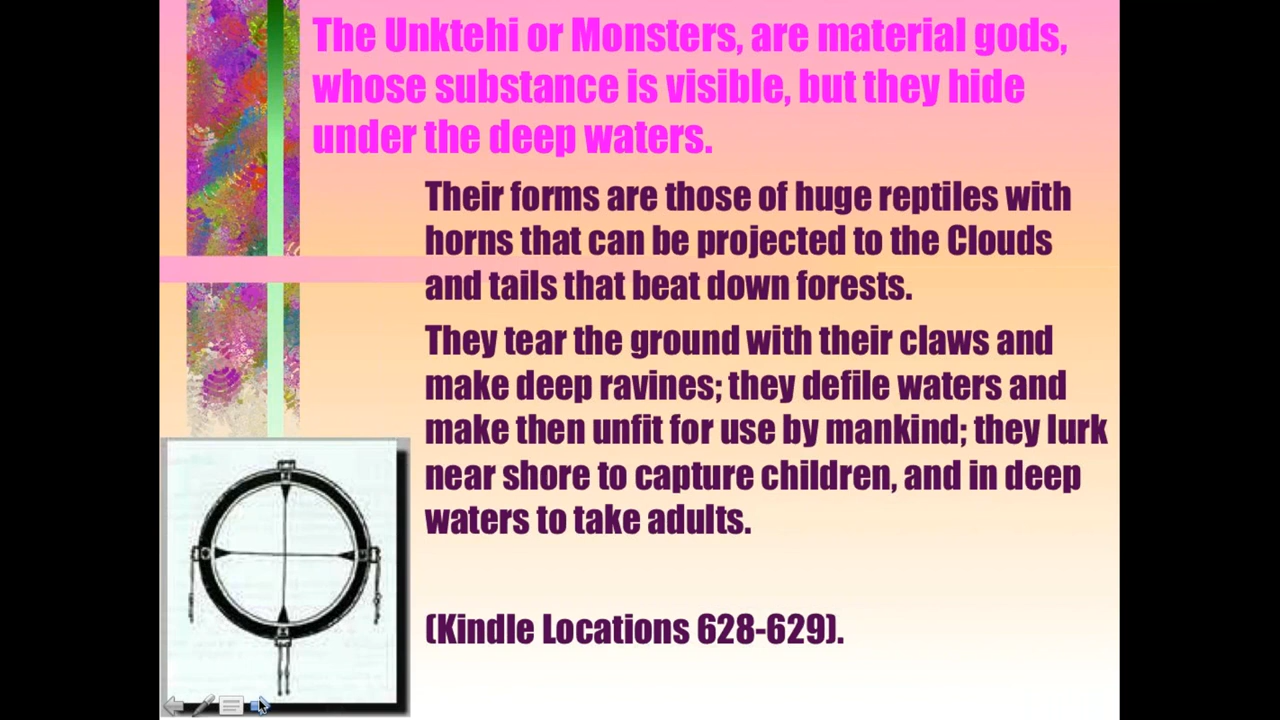 The Unktehi or Monsters, are material gods,
whose substance is visible, but they hide
under the deep waters.
Their forms are those of huge reptiles with
horns that can be projected to the Clouds
and tails that beat down forests.
They tear the ground with their claws and
make deep ravines; they defile waters and
make then unfit for use by mankind; they lurk
near shore to capture children, and in deep
waters to take adults.
(Kindle Locations 628-629).